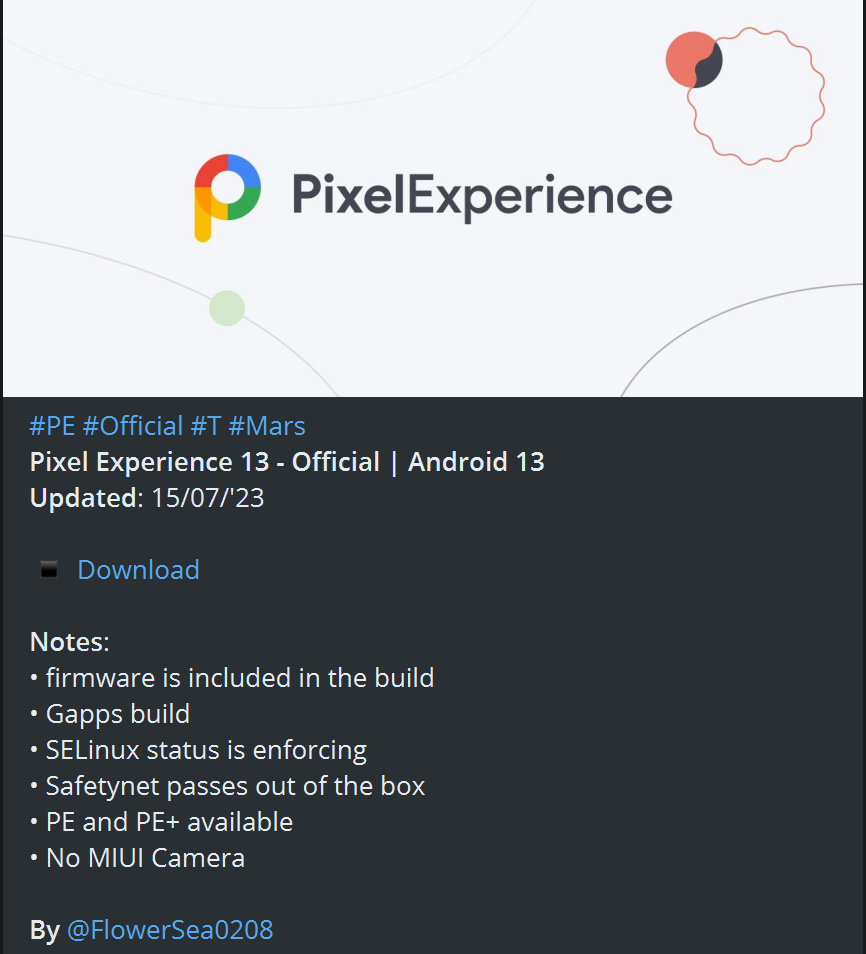 PixelExperience
#PE #Official #T #Mars
Pixel Experience 13 - Official | Android 13
Updated: 15/07/'23
Download
Notes:
• firmware is included in the build
• Gapps build
• SELinux status is enforcing
• Safetynet passes out of the box
• PE and PE+ available
• No MIUI Camera
By @FlowerSea0208